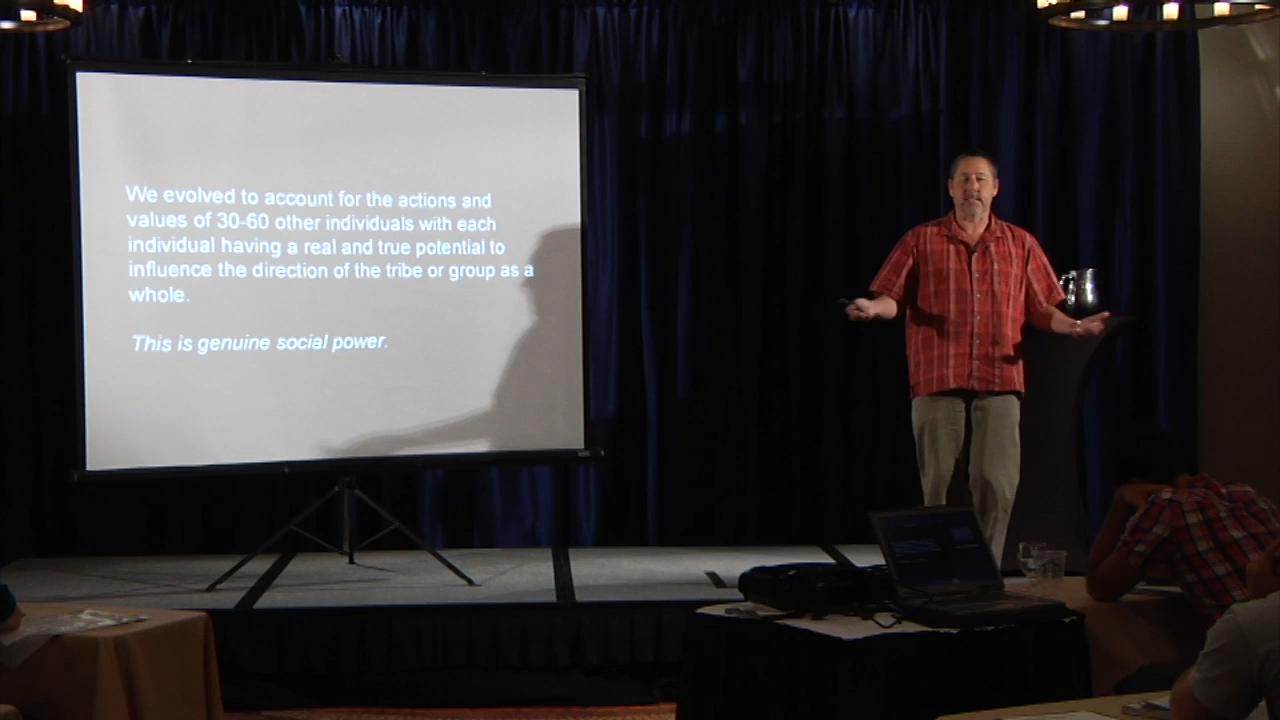 We evolved to account for the actions and
values of 30-60 other individuals with each
individual having a real and true potential to
influence the direction of the tribe or group as a
whole.
This is genuine social power.